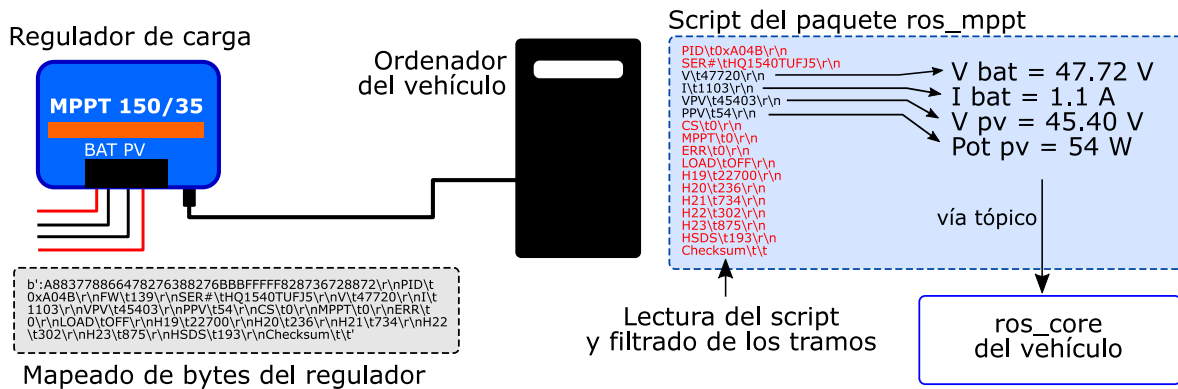 Regulador de carga
MPPT 150/35
BAT PV
Ordenador
del vehículo
b':A883778866478276388276BBBFFFFF828736728872\r\nPID\t
0xA04B\r\nFW\t139\r\nSER#\tHQ1540TUFJ5\r\nV\t47720\r\nI\t
1103\r\nVPV\t45403\r\nPPV\t54\r\nCS\t0\r\nMPPT\t0\r\nERR\t
0\r\nLOAD\tOFF\r\nH19\t22700\r\nH20\t236\r\nH21\t734\r\nH22
\t302\r\nH23\t875\r\nHSDS\t193\r\nChecksum\t\t'
Mapeado de bytes del regulador
Script del paquete ros_mppt
PID\t0xA04B\r\n
SER#\tHQ1540TUFJ5\r\n
V\t47720\r\n
I\t1103\r\n
VPV\t45403\r\n
PPV\t54\r\n
CS\t0\r\n
MPPT\t0\r\n
ERR\t0\r\n
LOAD\tOFF\r\n
H19\t22700\r\n
H20\t236\r\n
H21\t734\r\n
H22\t302\r\n
H23\t875\r\n
HSDS\t193\r\n
Checksum\t\t
V bat = 47.72 V
I bat = 1.1 A
V pv = 45.40 V
Pot pv = 54 W
vía tópico
Lectura del script
y filtrado de los tramos
ros_core
del vehículo